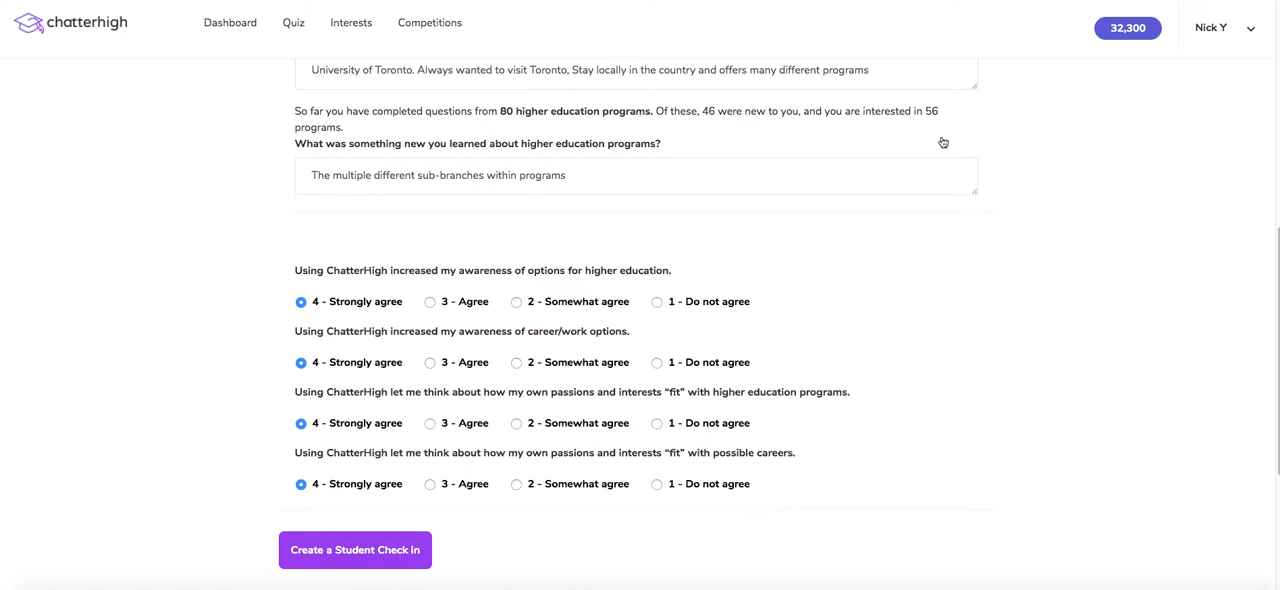 chatterhigh
Dashboard Quiz Interests Competitions
32,300
Nick Y
University of Toronto. Always wanted to visit Toronto, Stay locally in the country and offers many different programs
So far you have completed questions from 80 higher education programs. Of these, 46 were new to you, and you are interested in 56
programs.
What was something new you learned about higher education programs?
The multiple different sub-branches within programs
Using ChatterHigh increased my awareness of options for higher education.
4 - Strongly agree 3 - Agree 2 - Somewhat agree 1 - Do not agree
Using ChatterHigh increased my awareness of career/work options.
4 - Strongly agree 3 - Agree 2 - Somewhat agree 1 - Do not agree
Using ChatterHigh let me think about how my own passions and interests “fit” with higher education programs.
4 - Strongly agree 3 - Agree 2 - Somewhat agree 1 - Do not agree
Using ChatterHigh let me think about how my own passions and interests “fit” with possible careers.
4 - Strongly agree 3 - Agree 2 - Somewhat agree 1 - Do not agree
Create a Student Check in